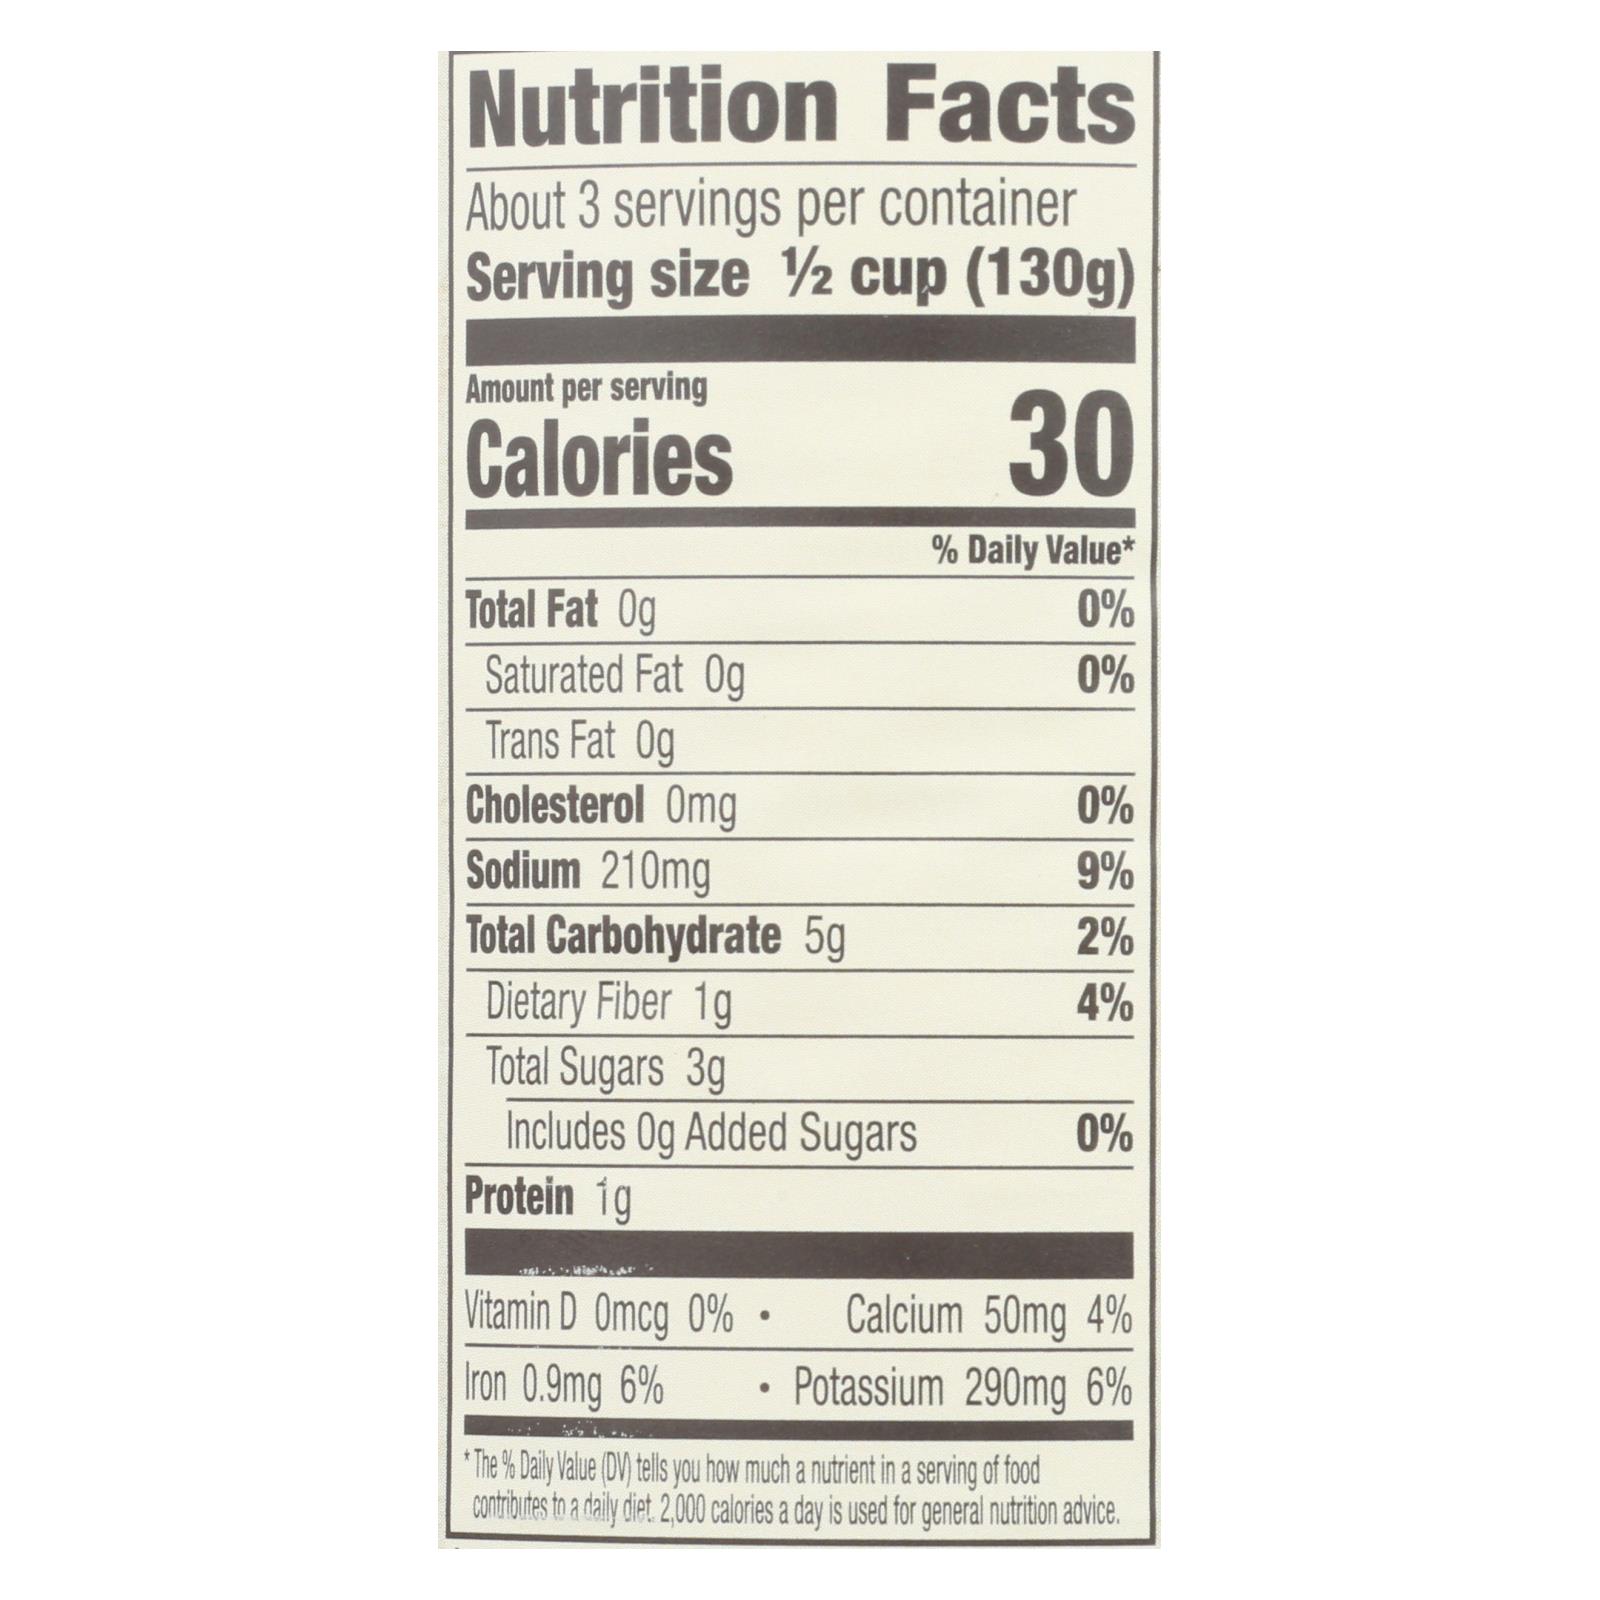 Nutrition Facts
About 3 servings per container
Serving size ½ cup (130g)
Amount per serving
Calories 30
% Daily Value*
Total Fat 0g 0%
Saturated Fat 0g 0%
Trans Fat 0g
Cholesterol 0mg 0%
Sodium 210mg 9%
Total Carbohydrate 5g 2%
Dietary Fiber 1g 4%
Total Sugars 3g
Includes 0g Added Sugars 0%
Protein 1g
Vitamin D 0mcg 0% • Calcium 50mg 4%
Iron 0.9mg 6% • Potassium 290mg 6%
* The % Daily Value (DV) tells you how much a nutrient in a serving of food
contributes to a daily diet. 2,000 calories a day is used for general nutrition advice.